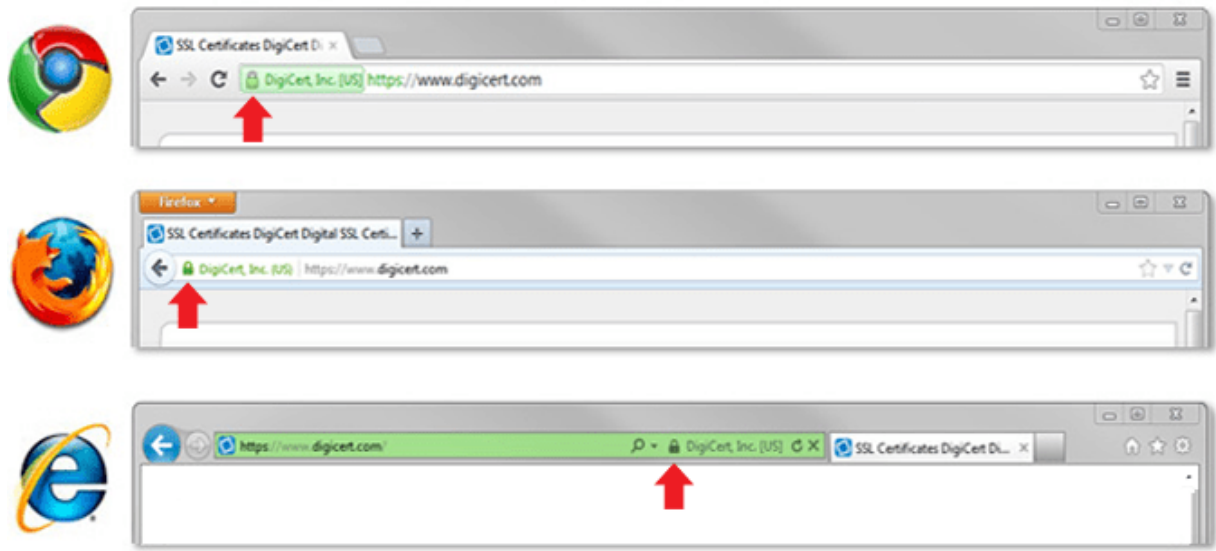 SSL Certificates DigiCert Di
DigiCert, Inc. [US] https://www.digicert.com
Firefox
SSL Certificates DigiCert Digital SSL Certi...
DigiCert, Inc. (US) https://www.digicert.com
https://www.digicert.com/ DigiCert, Inc. [US] SSL Certificates DigiCert Di...